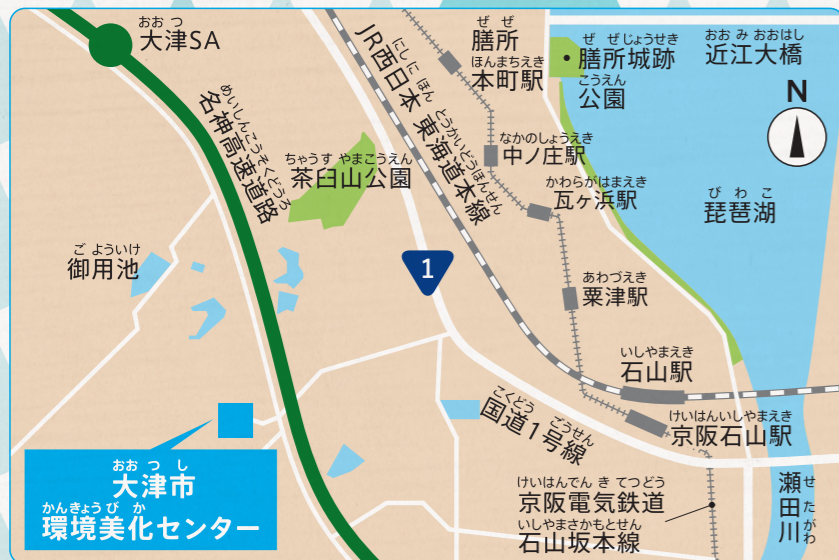 おおつ
大津SA
めいしんこうそくどうろ
名神高速道路
ちゃうすやまこうえん
茶臼山公園
ごよういけ
御用池
にしにほん とうかいどうほんせん
JR西日本 東海道本線
ぜぜ
膳所
ほんまちえき
本町駅
ぜぜじょうせき
膳所城跡
こうえん
公園
おおみおおはし
近江大橋
N
なかのしょうえき
中ノ庄駅
かわらがはまえき
瓦ヶ浜駅
びわこ
琵琶湖
1
あわづえき
粟津駅
いしやまえき
石山駅
こくどう ごうせん
国道1号線
けいはんいしやまえき
京阪石山駅
けいはんでんきてつどう
京阪電気鉄道
いしやまさかもとせん
石山坂本線
せたがわ
瀬田川
おおつし
大津市
かんきょうびか
環境美化センター